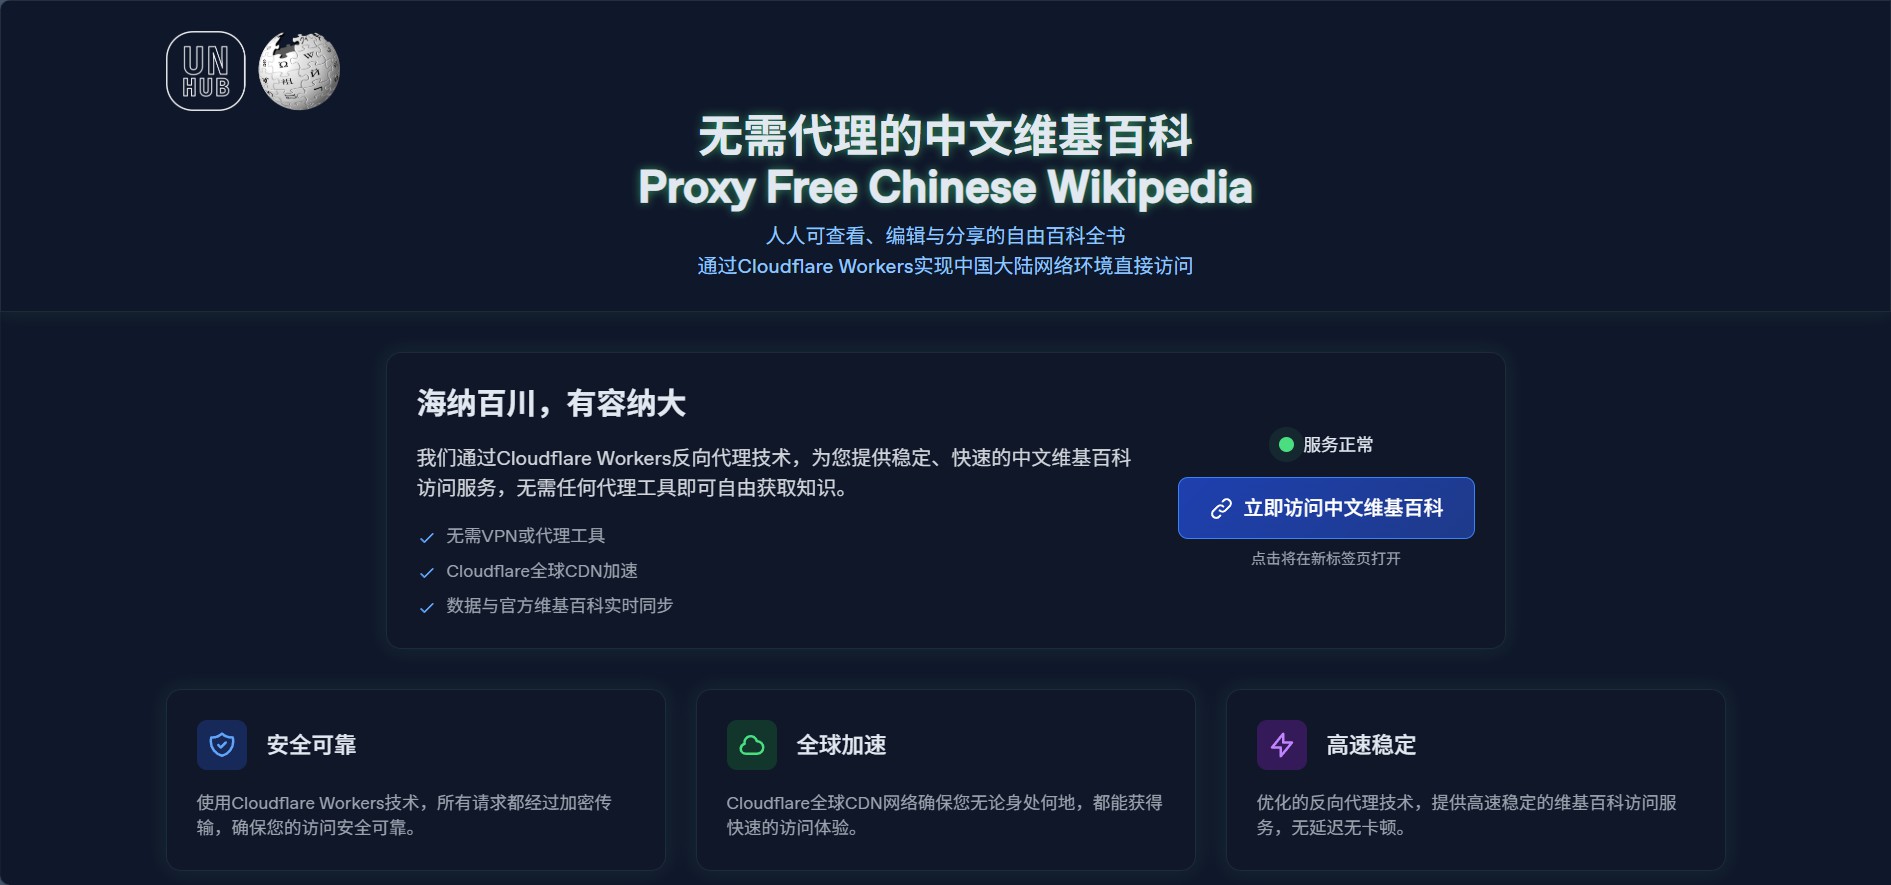 UN
HUB
无需代理的中文维基百科
Proxy Free Chinese Wikipedia
人人可查看、编辑与分享的自由百科全书
通过Cloudflare Workers实现中国大陆网络环境直接访问
海纳百川，有容纳大
我们通过Cloudflare Workers反向代理技术，为您提供稳定、快速的中文维基百科
访问服务，无需任何代理工具即可自由获取知识。
无需VPN或代理工具
Cloudflare全球CDN加速
数据与官方维基百科实时同步
服务正常
立即访问中文维基百科
点击将在新标签页打开
安全可靠
使用Cloudflare Workers技术，所有请求都经过加密传
输，确保您的访问安全可靠。
全球加速
Cloudflare全球CDN网络确保您无论身处何地，都能获得
快速的访问体验。
高速稳定
优化的反向代理技术，提供高速稳定的维基百科访问服
务，无延迟无卡顿。